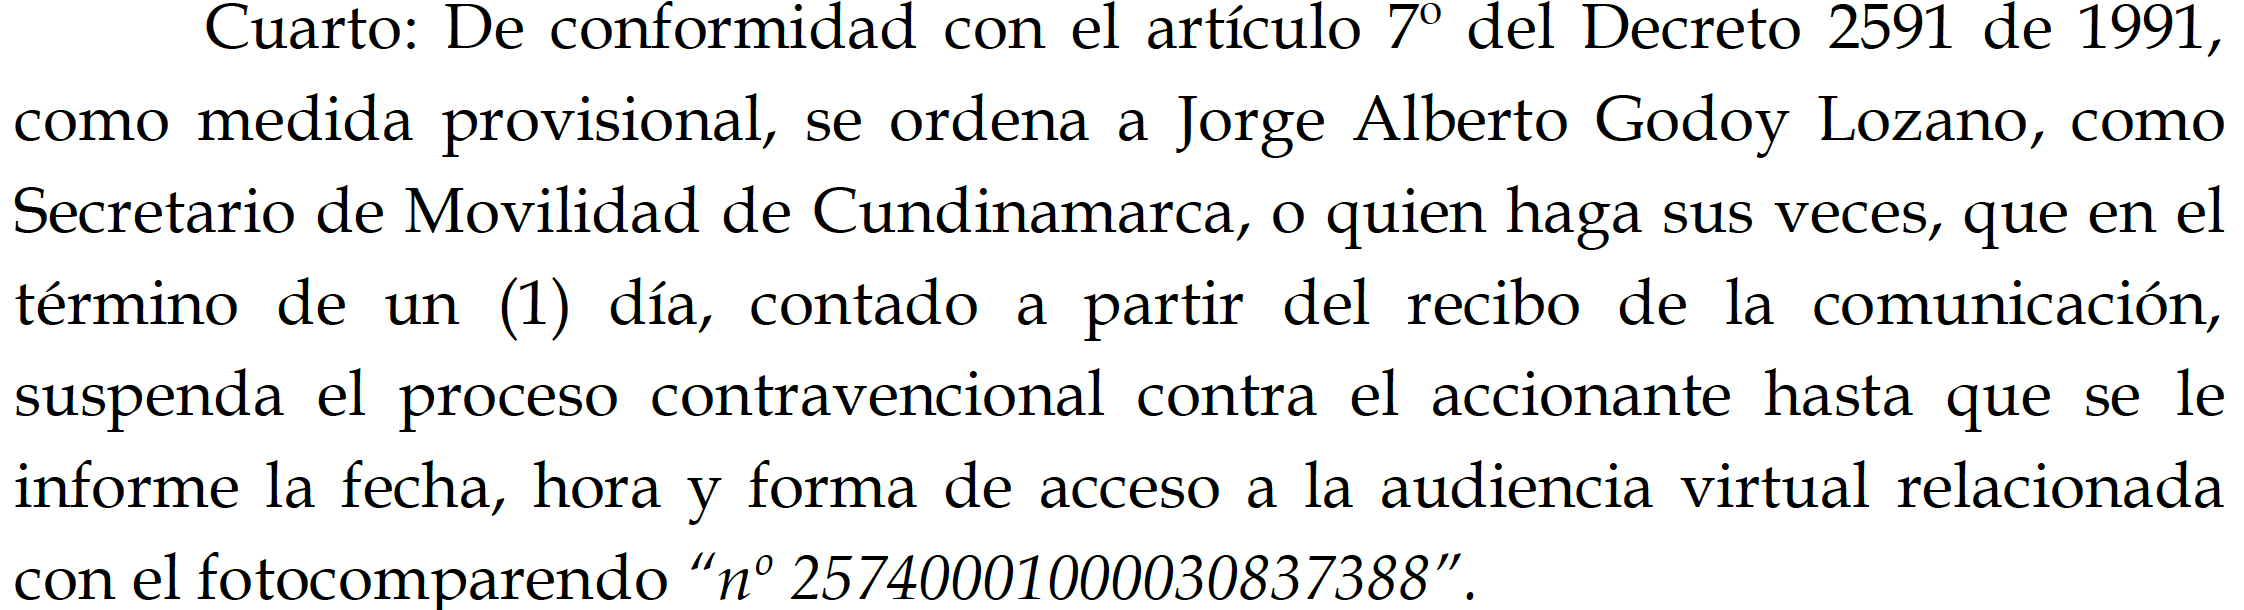 Cuarto: De conformidad con el artículo 7º del Decreto 2591 de 1991,
como medida provisional, se ordena a Jorge Alberto Godoy Lozano, como
Secretario de Movilidad de Cundinamarca, o quien haga sus veces, que en el
término de un (1) día, contado a partir del recibo de la comunicación,
suspenda el proceso contravencional contra el accionante hasta que se le
informe la fecha, hora y forma de acceso a la audiencia virtual relacionada
con el fotocomparendo “nº 25740001000030837388”.